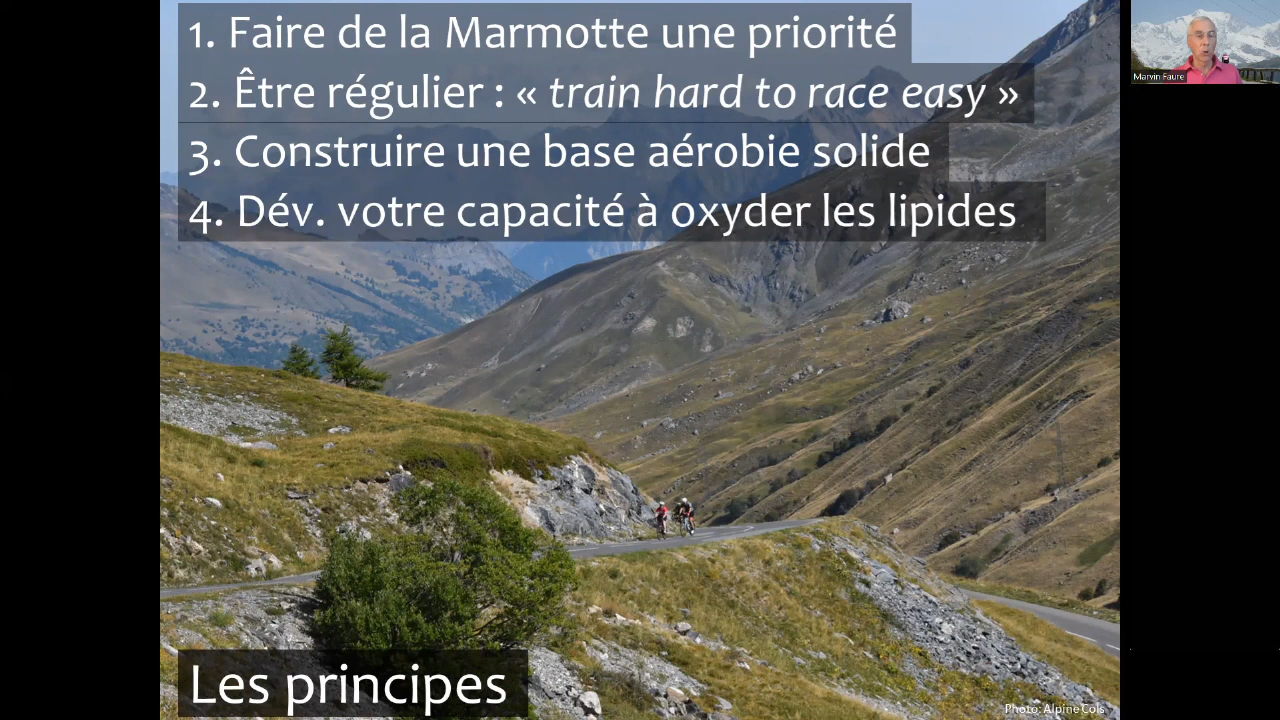 1. Faire de la Marmotte une priorité
2. Être régulier : « train hard to race easy »
3. Construire une base aérobie solide
4. Dév. votre capacité à oxyder les lipides
Marvin Faure
Les principes
Photo: Alpine Cols